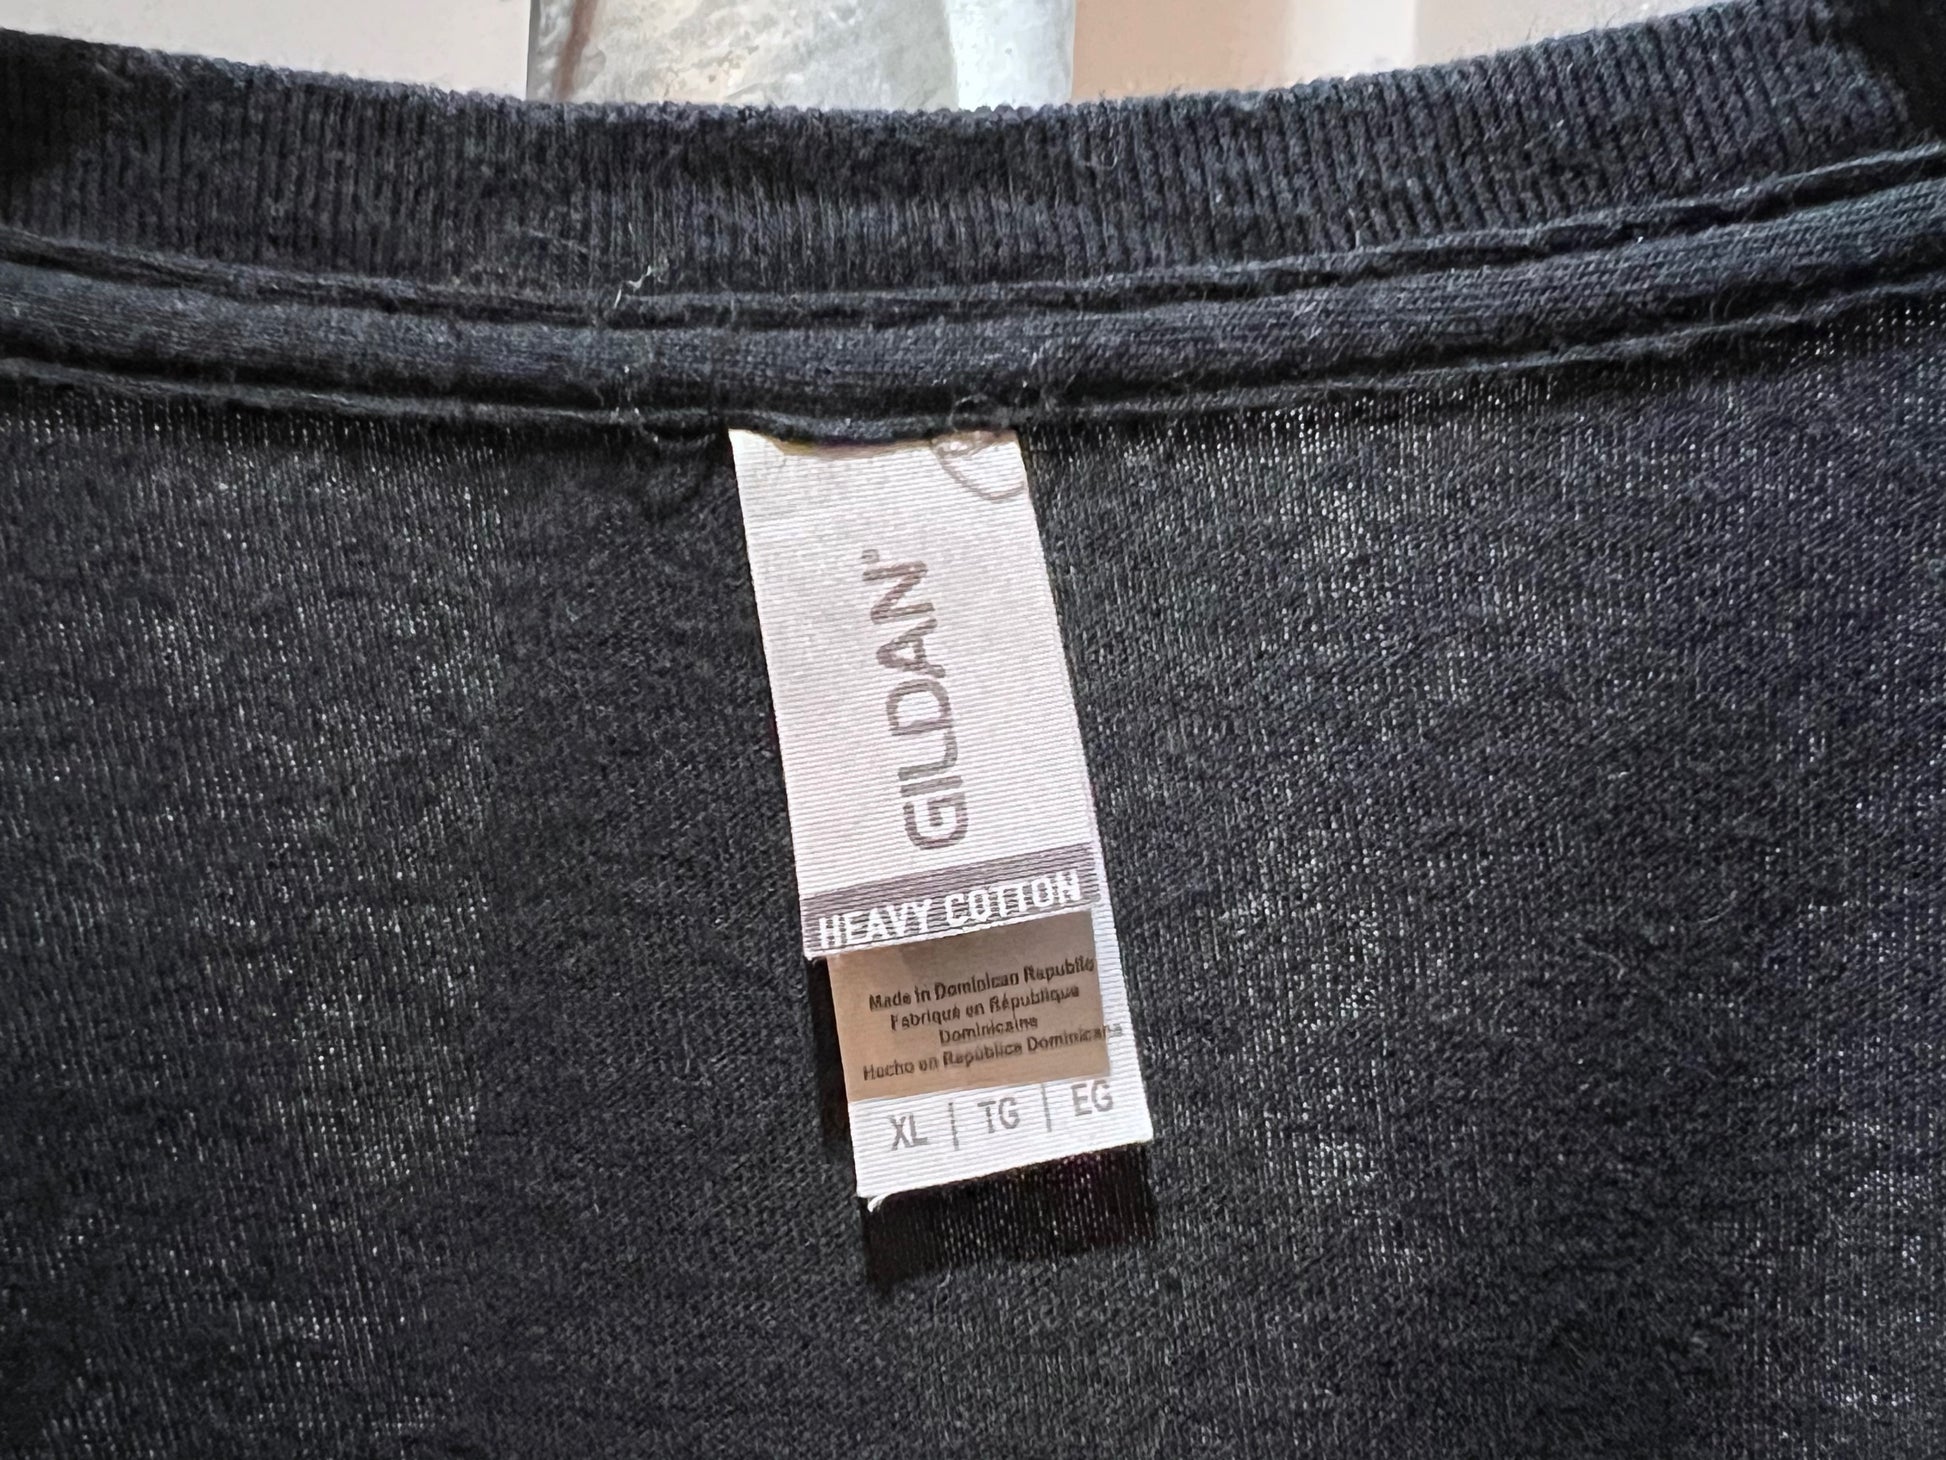 GILDAN
HEAVY COTTON
Made in Dominican Republic
Fabriqué en République
Dominicaine
Hecho en República Dominicana
XL | TG | EG